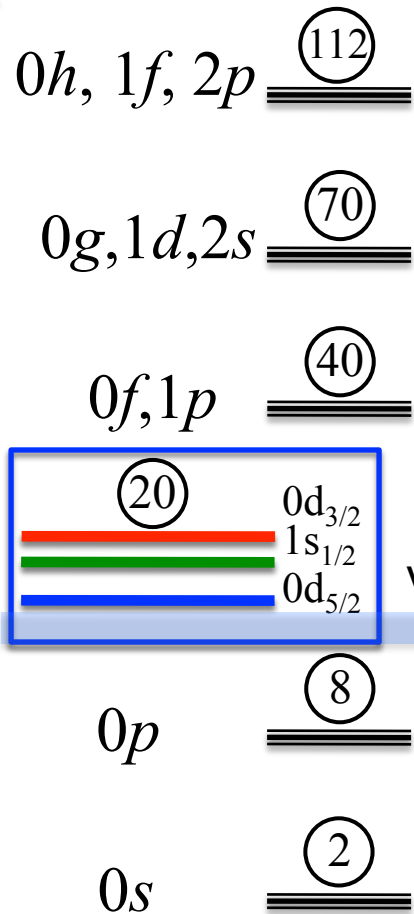 112
0h, 1f, 2p
70
0g,1d,2s
40
0f,1p
20
0d3/2
1s1/2
0d5/2
8
0p
2
0s